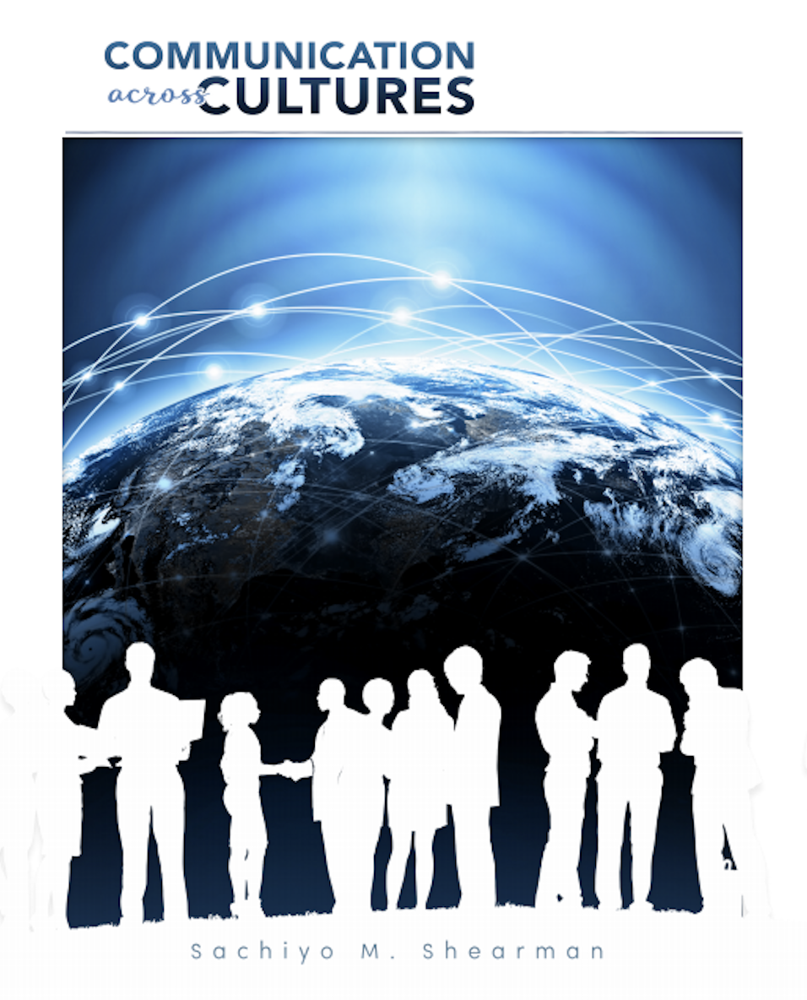 COMMUNICATION
across CULTURES
Sachiyo M. Shearman